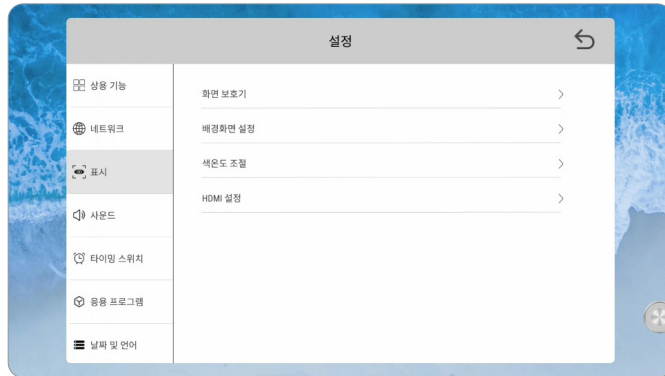 설정
상용 기능
네트워크
표시
사운드
타이밍 스위치
응용 프로그램
날짜 및 언어
화면 보호기
배경화면 설정
색온도 조절
HDMI 설정